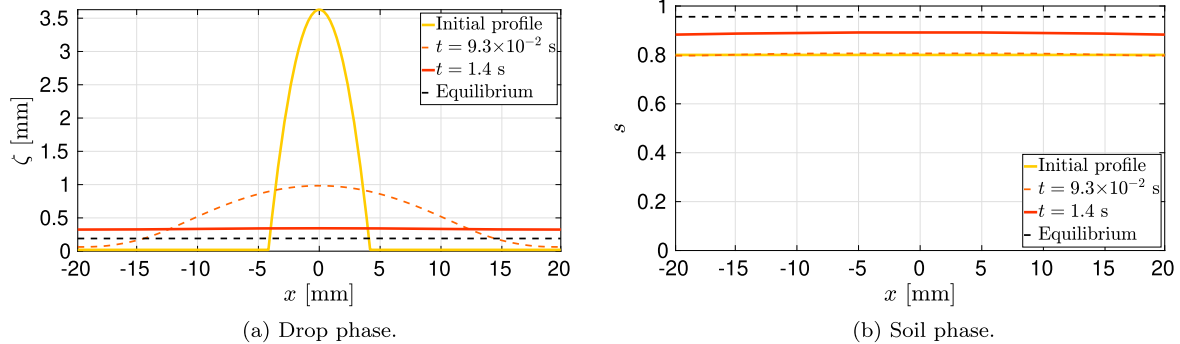 3.5
3
2.5
2
1.5
1
0.5
0
ζ [mm]
-20 -15 -10 -5 0 5 10 15 20
x [mm]
Initial profile
t = 9.3×10⁻² s
t = 1.4 s
Equilibrium
(a) Drop phase.
1
0.8
0.6
0.4
0.2
0
s
-20 -15 -10 -5 0 5 10 15 20
x [mm]
Initial profile
t = 9.3×10⁻² s
t = 1.4 s
Equilibrium
(b) Soil phase.